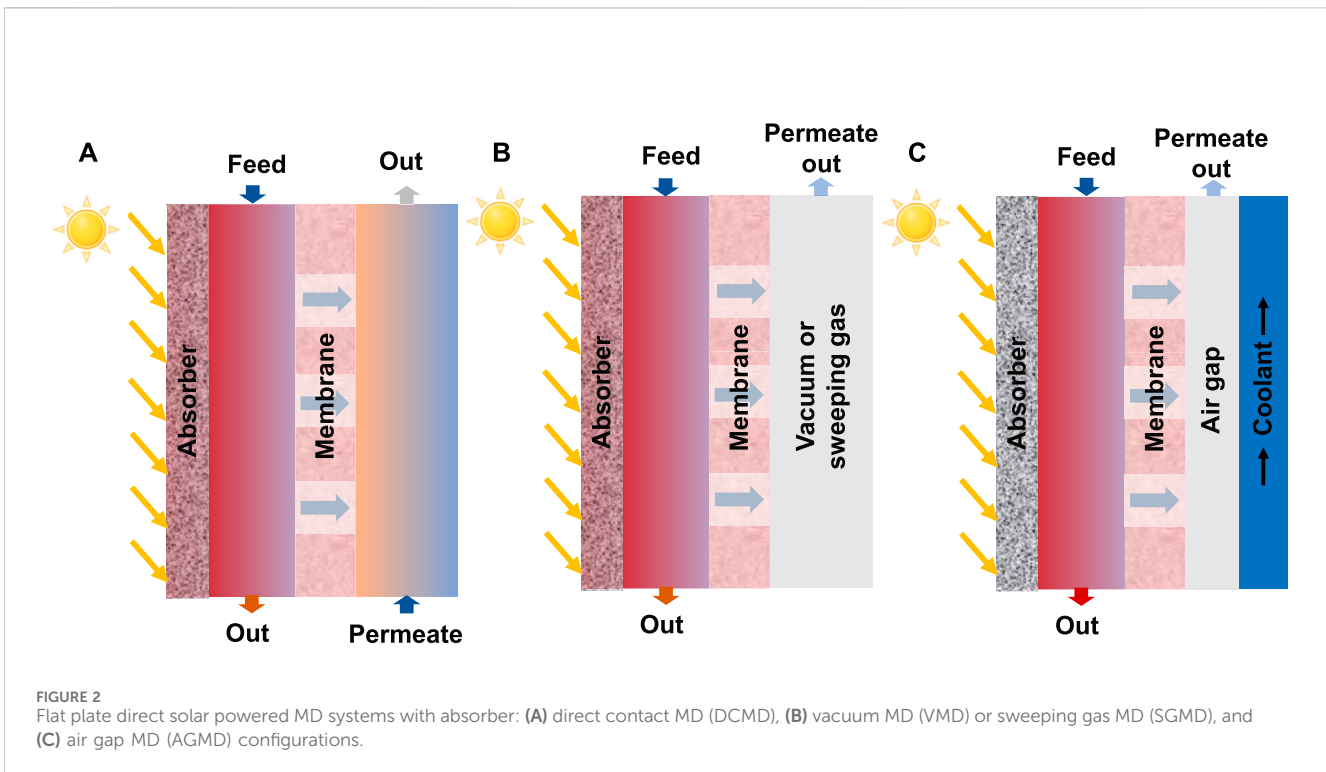 A
Feed
Out
Absorber
Membrane
Out
Permeate
B
Feed
Permeate
out
Absorber
Membrane
Vacuum or
sweeping gas
Out
C
Feed
Permeate
out
Absorber
Membrane
Air gap
Coolant
Out
FIGURE 2
Flat plate direct solar powered MD systems with absorber: (A) direct contact MD (DCMD), (B) vacuum MD (VMD) or sweeping gas MD (SGMD), and
(C) air gap MD (AGMD) configurations.